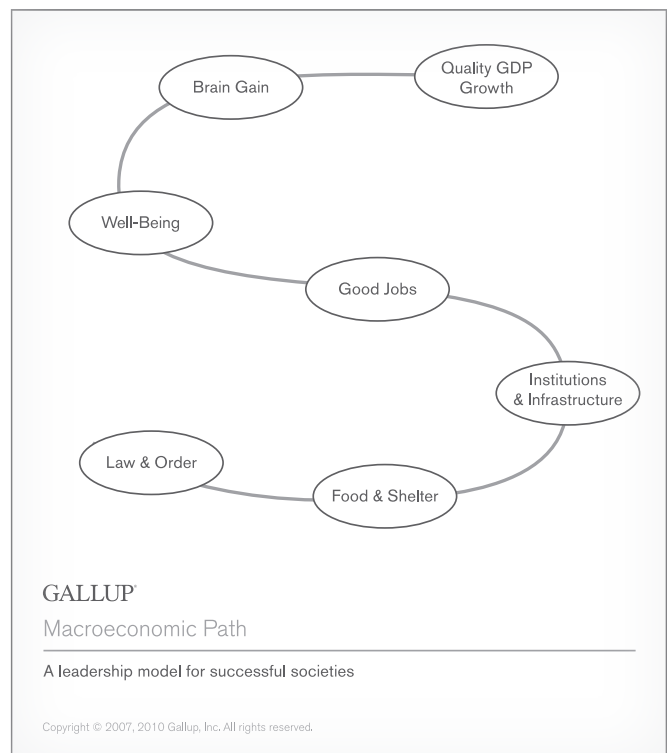 Quality GDP
Growth
Brain Gain
Well-Being
Good Jobs
Institutions
& Infrastructure
Law & Order
Food & Shelter
GALLUP®
Macroeconomic Path
A leadership model for successful societies
Copyright © 2007, 2010 Gallup, Inc. All rights reserved.